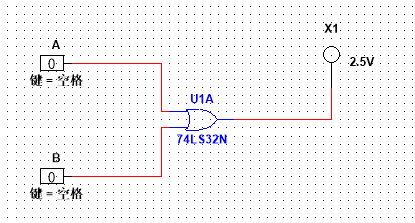 X1
A
0
2.5V
键 = 空格
U1A
74LS32N
B
0
键 = 空格